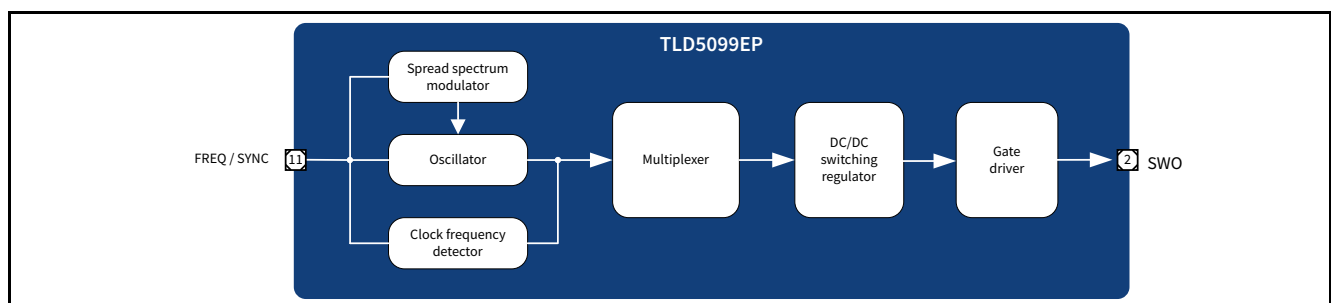 TLD5099EP
Spread spectrum
modulator
FREQ / SYNC
11
Oscillator
Multiplexer
DC/DC
switching
regulator
Gate
driver
2
SWO
Clock frequency
detector